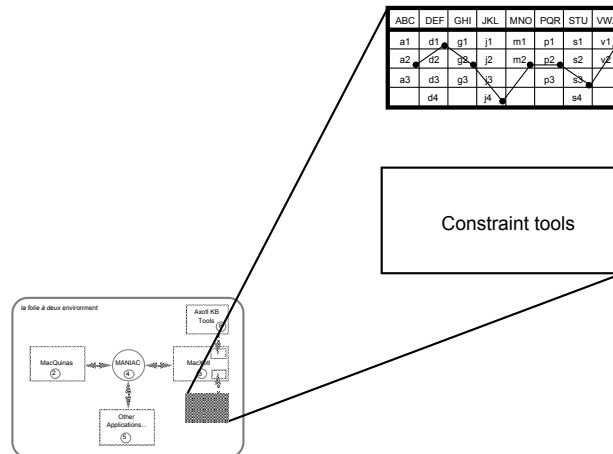 ABC DEF GHI JKL MNO PQR STU VW
a1 d1 g1 j1 m1 p1 s1 v1
a2 d2 g2 j2 m2 p2 s2 v2
a3 d3 g3 j3 p3 s3
d4 j4 s4
Constraint tools
la folie à deux environment
Axotl KB
Tools
6
MacQuinas
2
MANIAC
4
3
Other
Applications...
5